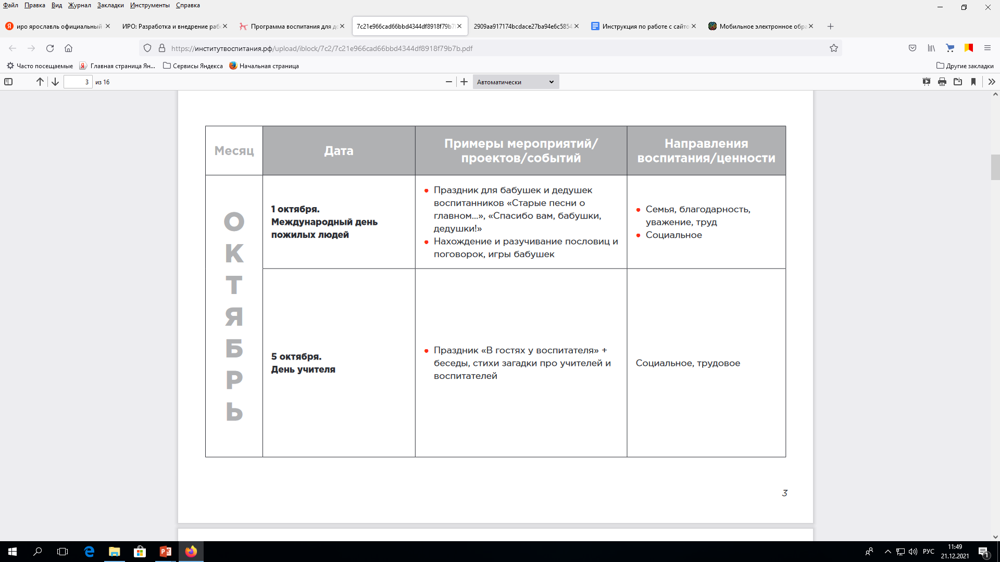 Файл Правка Вид Журнал Закладки Инструменты Справка
иро ярославль официальный
ИРО: Разработка и внедрение раб
Программа воспитания для до
7c21e966cad66bbd4344df8918f79b7
2909aa917174bcdace27ba94e6c5854
Инструкция по работе с сайто
Мобильное электронное обра
https://институтвоспитания.рф/upload/iblock/7c2/7c21e966cad66bbd4344df8918f79b7b.pdf
Часто посещаемые
Главная страница Ян...
Сервисы Яндекса
Начальная страница
Другие закладки
3 из 16
Автоматически
Месяц
Дата
Примеры мероприятий/
проектов/событий
Направления
воспитания/ценности
О
К
Т
Я
Б
Р
Ь
1 октября.
Международный день
пожилых людей
Праздник для бабушек и дедушек
воспитанников «Старые песни о
главном...», «Спасибо вам, бабушки,
дедушки!»
Нахождение и разучивание пословиц и
поговорок, игры бабушек
Семья, благодарность,
уважение, труд
Социальное
5 октября.
День учителя
Праздник «В гостях у воспитателя» +
беседы, стихи загадки про учителей и
воспитателей
Социальное, трудовое
3
РУС
11:49
21.12.2021
1